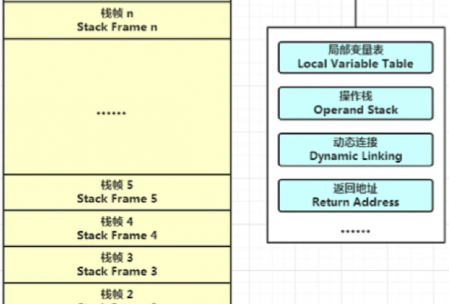 栈帧 n
Stack Frame n
......
栈帧 5
Stack Frame 5
栈帧 4
Stack Frame 4
栈帧 3
Stack Frame 3
栈帧 2
局部变量表
Local Variable Table
操作栈
Operand Stack
动态连接
Dynamic Linking
返回地址
Return Address
......